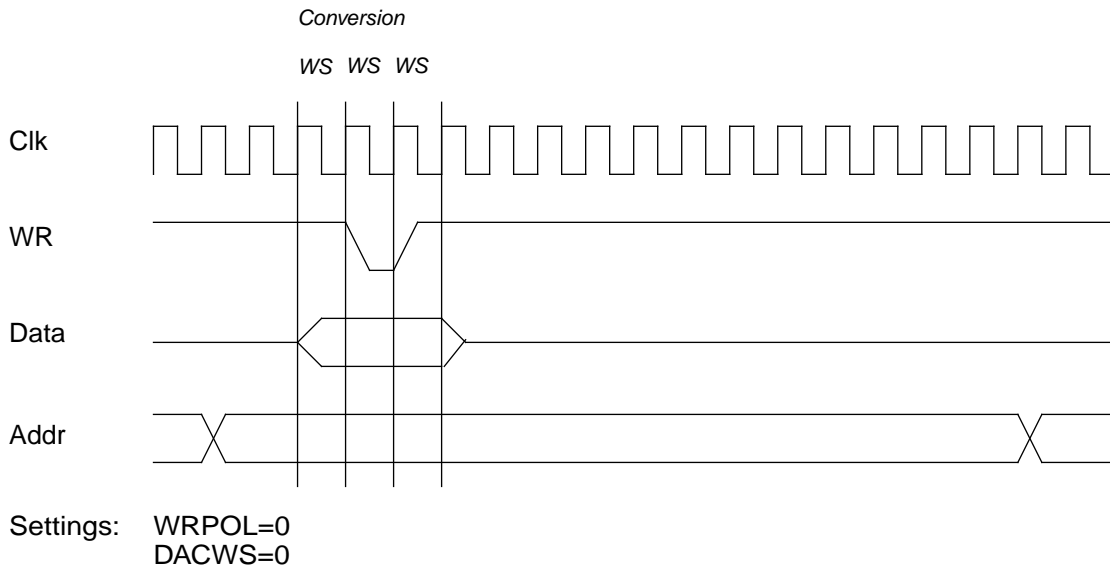 Conversion
WS WS WS
Clk
WR
Data
Addr
Settings: WRPOL=0
DACWS=0